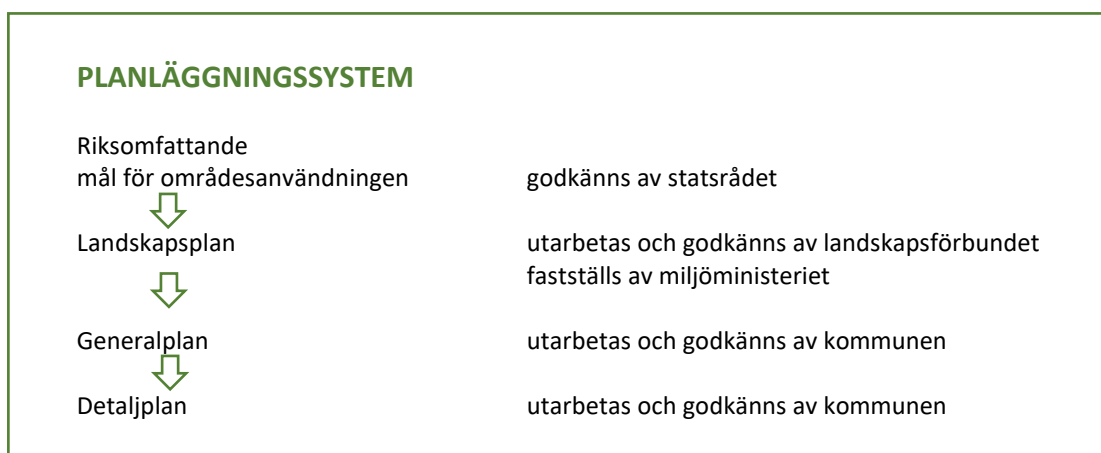 PLANLÄGGNINGSSYSTEM
Riksomfattande
mål för områdesanvändningen godkänns av statsrådet
Landskapsplan utarbetas och godkänns av landskapsförbundet
fastställs av miljöministeriet
Generalplan utarbetas och godkänns av kommunen
Detaljplan utarbetas och godkänns av kommunen